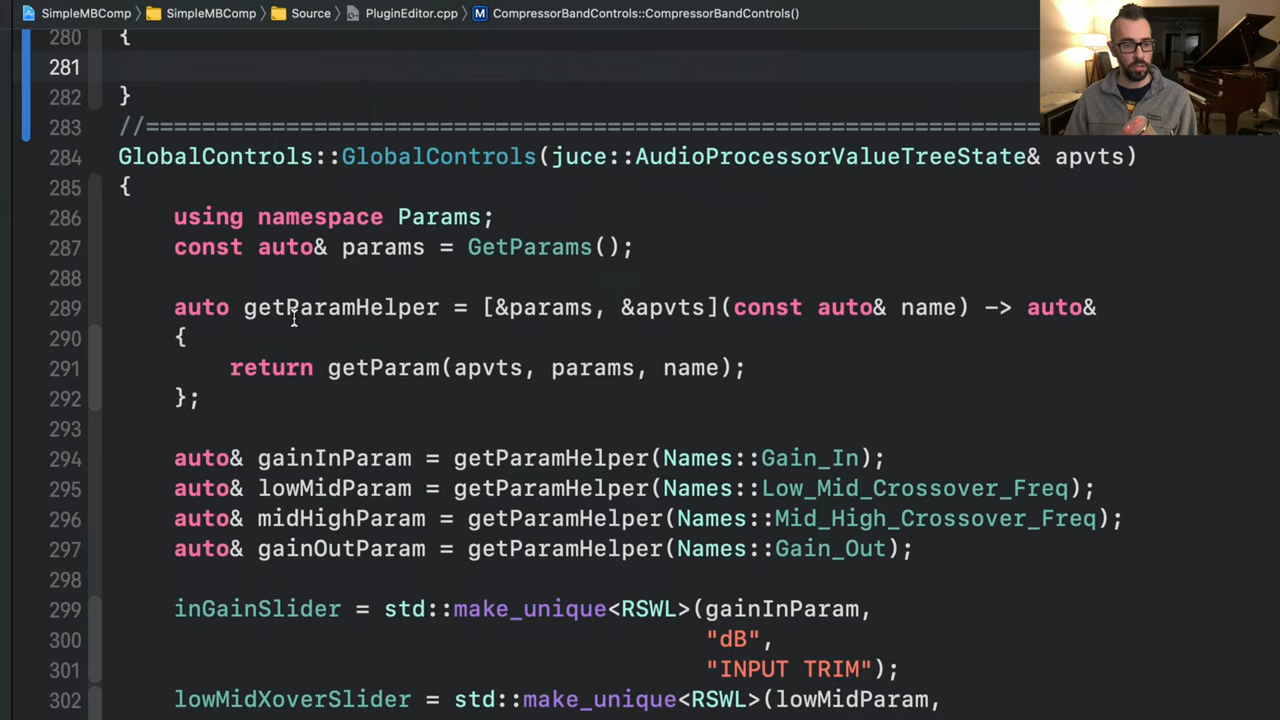 SimpleMBComp > SimpleMBComp > Source > PluginEditor.cpp > M CompressorBandControls::CompressorBandControls()
280 {
281
282 }
283 //================================================================
284 GlobalControls::GlobalControls(juce::AudioProcessorValueTreeState& apvts)
285 {
286 using namespace Params;
287 const auto& params = GetParams();
288
289 auto getParamHelper = [&params, &apvts](const auto& name) -> auto&
290 {
291 return getParam(apvts, params, name);
292 };
293
294 auto& gainInParam = getParamHelper(Names::Gain_In);
295 auto& lowMidParam = getParamHelper(Names::Low_Mid_Crossover_Freq);
296 auto& midHighParam = getParamHelper(Names::Mid_High_Crossover_Freq);
297 auto& gainOutParam = getParamHelper(Names::Gain_Out);
298
299 inGainSlider = std::make_unique<RSWL>(gainInParam,
300 "dB",
301 "INPUT TRIM");
302 lowMidXoverSlider = std::make_unique<RSWL>(lowMidParam,